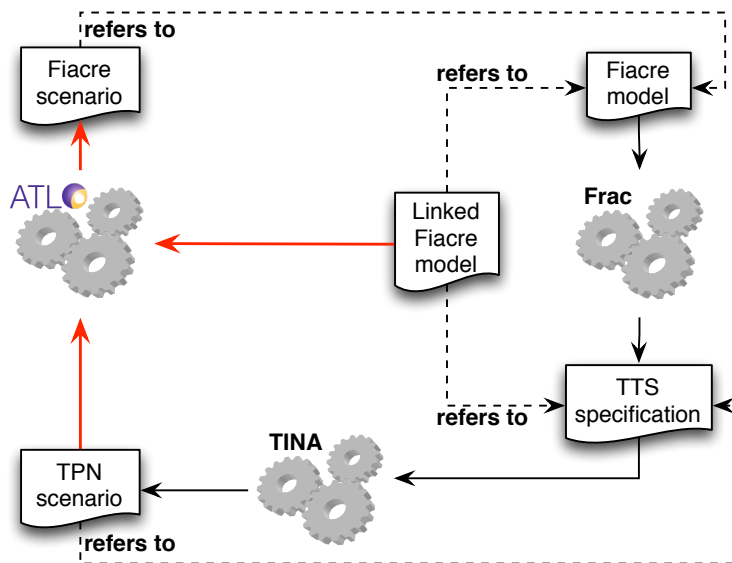 refers to
Fiacre
scenario
refers to
Fiacre
model
ATL
Frac
Linked
Fiacre
model
TTS
specification
refers to
TINA
TPN
scenario
refers to